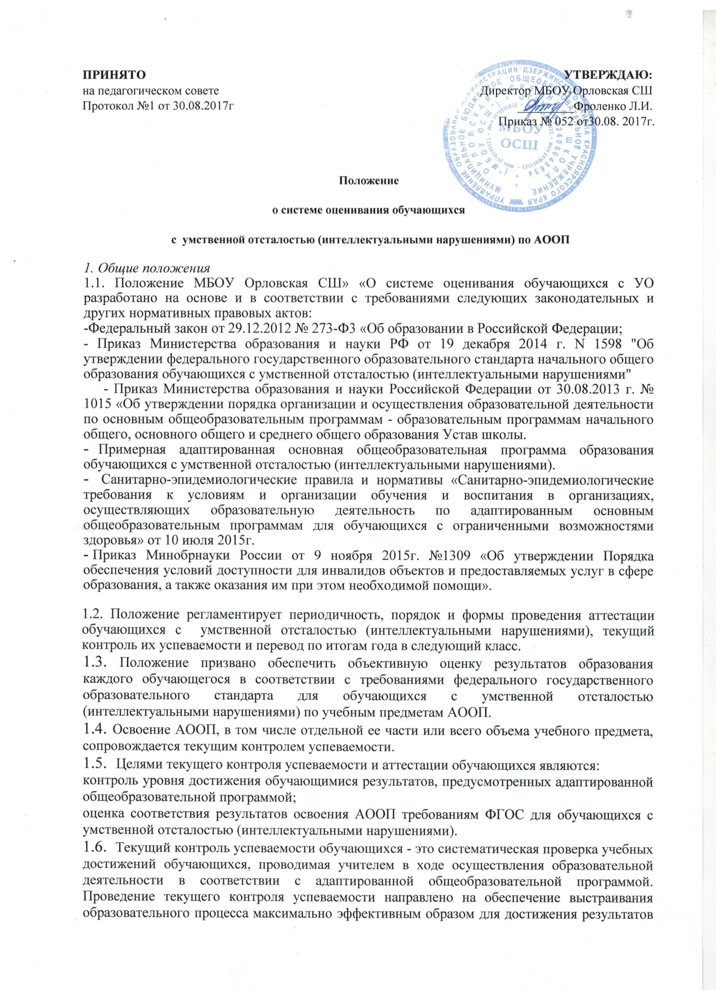 ПРИНЯТО УТВЕРЖДАЮ:
на педагогическом совете Директор МБОУ Орловская СШ
Протокол №1 от 30.08.2017г Фроленко Л.И.
Приказ № 052 от30.08. 2017г.
МБОУ
ОСШ
Положение
о системе оценивания обучающихся
с умственной отсталостью (интеллектуальными нарушениями) по АООП
1. Общие положения
1.1. Положение МБОУ Орловская СШ» «О системе оценивания обучающихся с УО
разработано на основе и в соответствии с требованиями следующих законодательных и
других нормативных правовых актов:
-Федеральный закон от 29.12.2012 № 273-ФЗ «Об образовании в Российской Федерации;
- Приказ Министерства образования и науки РФ от 19 декабря 2014 г. N 1598 "Об
утверждении федерального государственного образовательного стандарта начального общего
образования обучающихся с умственной отсталостью (интеллектуальными нарушениями"
- Приказ Министерства образования и науки Российской Федерации от 30.08.2013 г. №
1015 «Об утверждении порядка организации и осуществления образовательной деятельности
по основным общеобразовательным программам - образовательным программам начального
общего, основного общего и среднего общего образования Устав школы.
- Примерная адаптированная основная общеобразовательная программа образования
обучающихся с умственной отсталостью (интеллектуальными нарушениями).
- Санитарно-эпидемиологические правила и нормативы «Санитарно-эпидемиологические
требования к условиям и организации обучения и воспитания в организациях,
осуществляющих образовательную деятельность по адаптированным основным
общеобразовательным программам для обучающихся с ограниченными возможностями
здоровья» от 10 июля 2015г.
- Приказ Минобрнауки России от 9 ноября 2015г. №1309 «Об утверждении Порядка
обеспечения условий доступности для инвалидов объектов и предоставляемых услуг в сфере
образования, а также оказания им при этом необходимой помощи».
1.2. Положение регламентирует периодичность, порядок и формы проведения аттестации
обучающихся с умственной отсталостью (интеллектуальными нарушениями), текущий
контроль их успеваемости и перевод по итогам года в следующий класс.
1.3. Положение призвано обеспечить объективную оценку результатов образования
каждого обучающегося в соответствии с требованиями федерального государственного
образовательного стандарта для обучающихся с умственной отсталостью
(интеллектуальными нарушениями) по учебным предметам АООП.
1.4. Освоение АООП, в том числе отдельной ее части или всего объема учебного предмета,
сопровождается текущим контролем успеваемости.
1.5. Целями текущего контроля успеваемости и аттестации обучающихся являются:
контроль уровня достижения обучающимися результатов, предусмотренных адаптированной
общеобразовательной программой;
оценка соответствия результатов освоения АООП требованиям ФГОС для обучающихся с
умственной отсталостью (интеллектуальными нарушениями).
1.6. Текущий контроль успеваемости обучающихся - это систематическая проверка учебных
достижений обучающихся, проводимая учителем в ходе осуществления образовательной
деятельности в соответствии с адаптированной общеобразовательной программой.
Проведение текущего контроля успеваемости направлено на обеспечение выстраивания
образовательного процесса максимально эффективным образом для достижения результатов